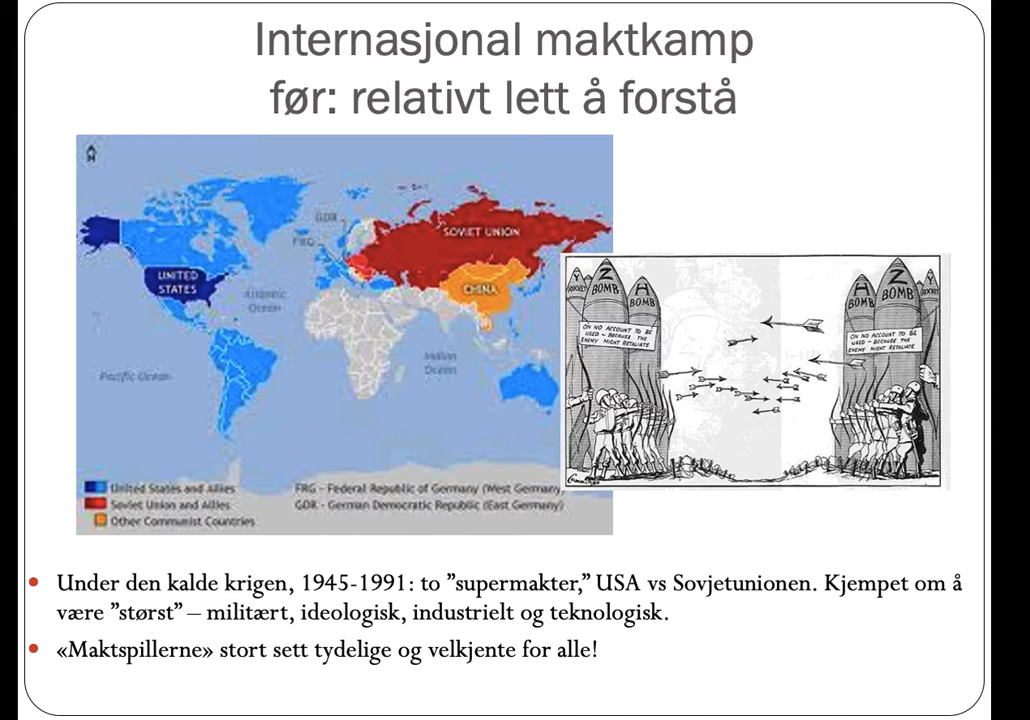 Internasjonal maktkamp
før: relativt lett å forstå
N
GDR
FRG
SOVIET UNION
UNITED
STATES
CHINA
Atlantic
Ocean
Indian
Ocean
Pacific Ocean
United States and Allies
Soviet Union and Allies
Other Communist Countries
FRG - Federal Republic of Germany (West Germany)
GDR - German Democratic Republic (East Germany)
Y
ROCKET
Z
BOMB
H
BOMB
ON NO ACCOUNT TO BE
USED – BECAUSE THE
ENEMY MIGHT RETALIATE
H
BOMB
Z
BOMB
Y
ROCKET
ON NO ACCOUNT TO BE
USED – BECAUSE THE
ENEMY MIGHT RETALIATE
• Under den kalde krigen, 1945-1991: to ”supermakter,” USA vs Sovjetunionen. Kjempet om å
være ”størst” – militært, ideologisk, industrielt og teknologisk.
• «Maktspillerne» stort sett tydelige og velkjente for alle!